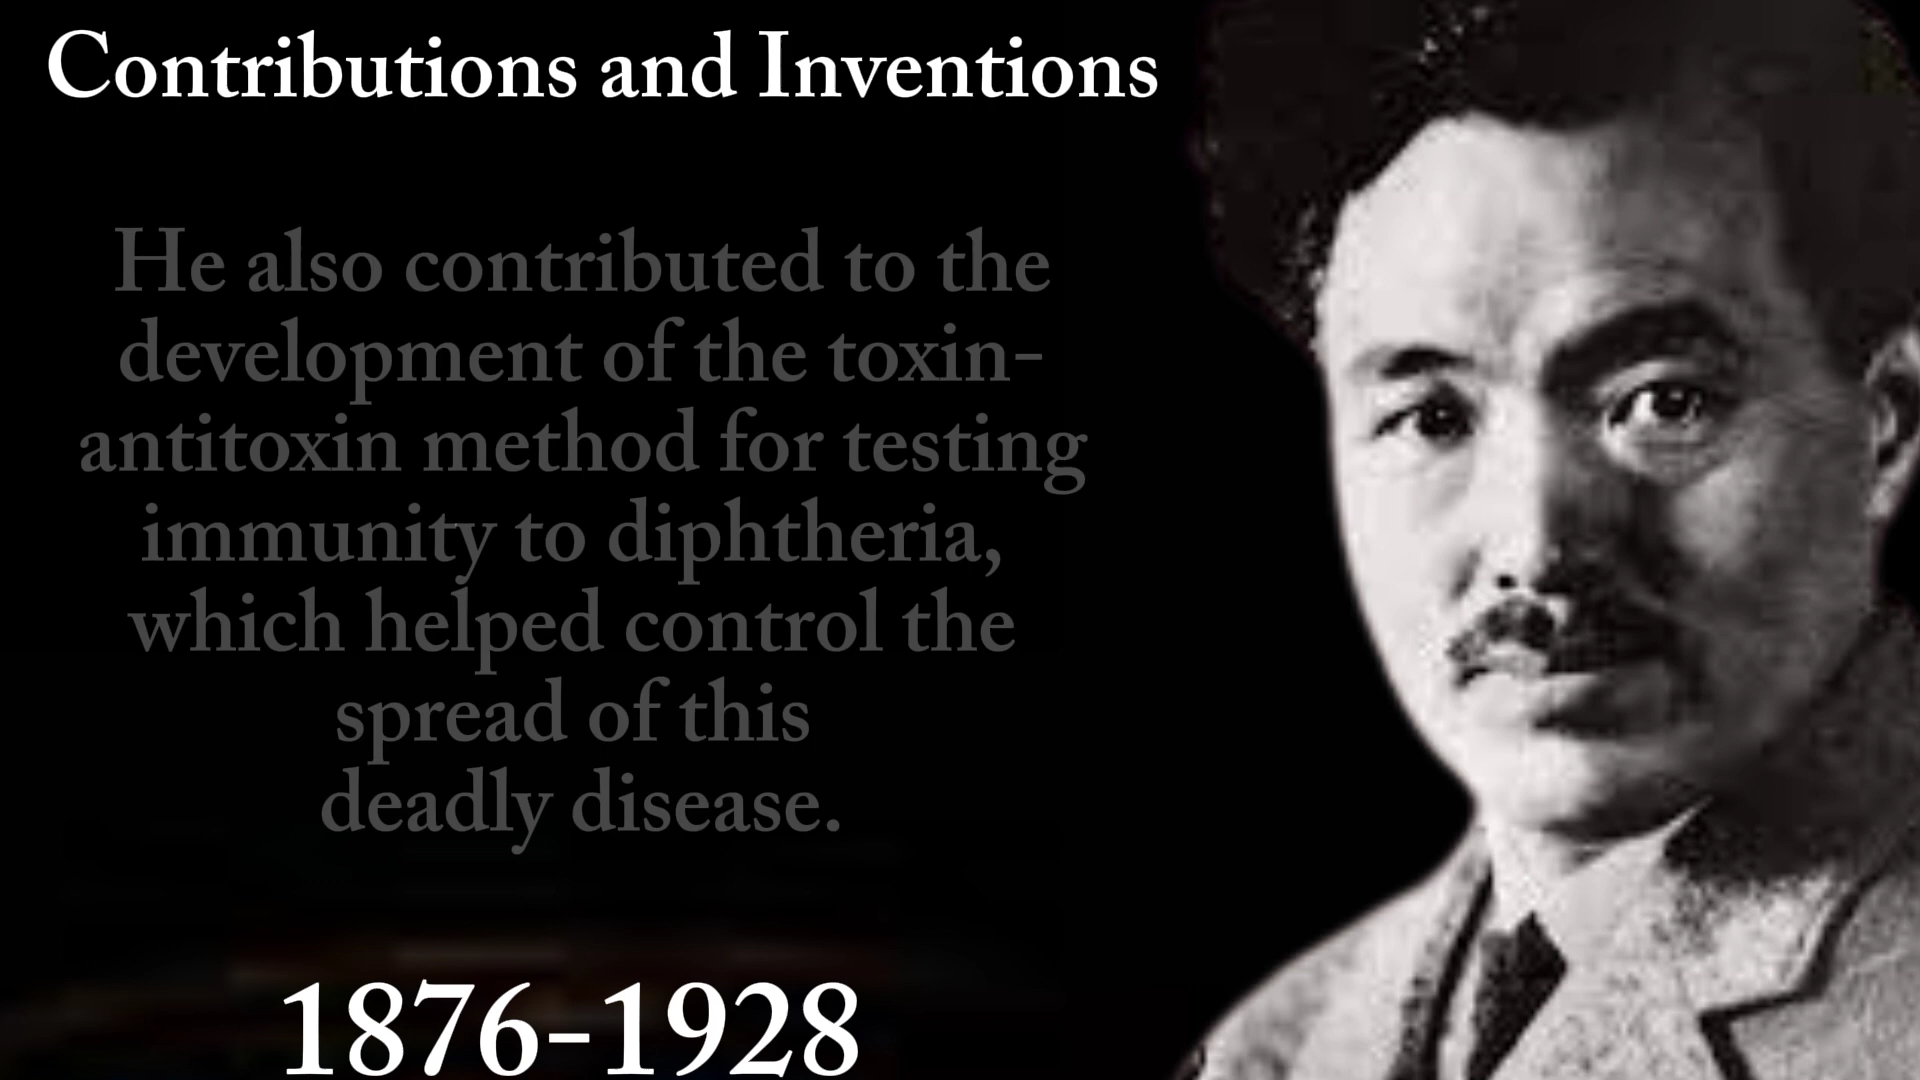 Contributions and Inventions
He also contributed to the
development of the toxin-
antitoxin method for testing
immunity to diphtheria,
which helped control the
spread of this
deadly disease.
1876-1928